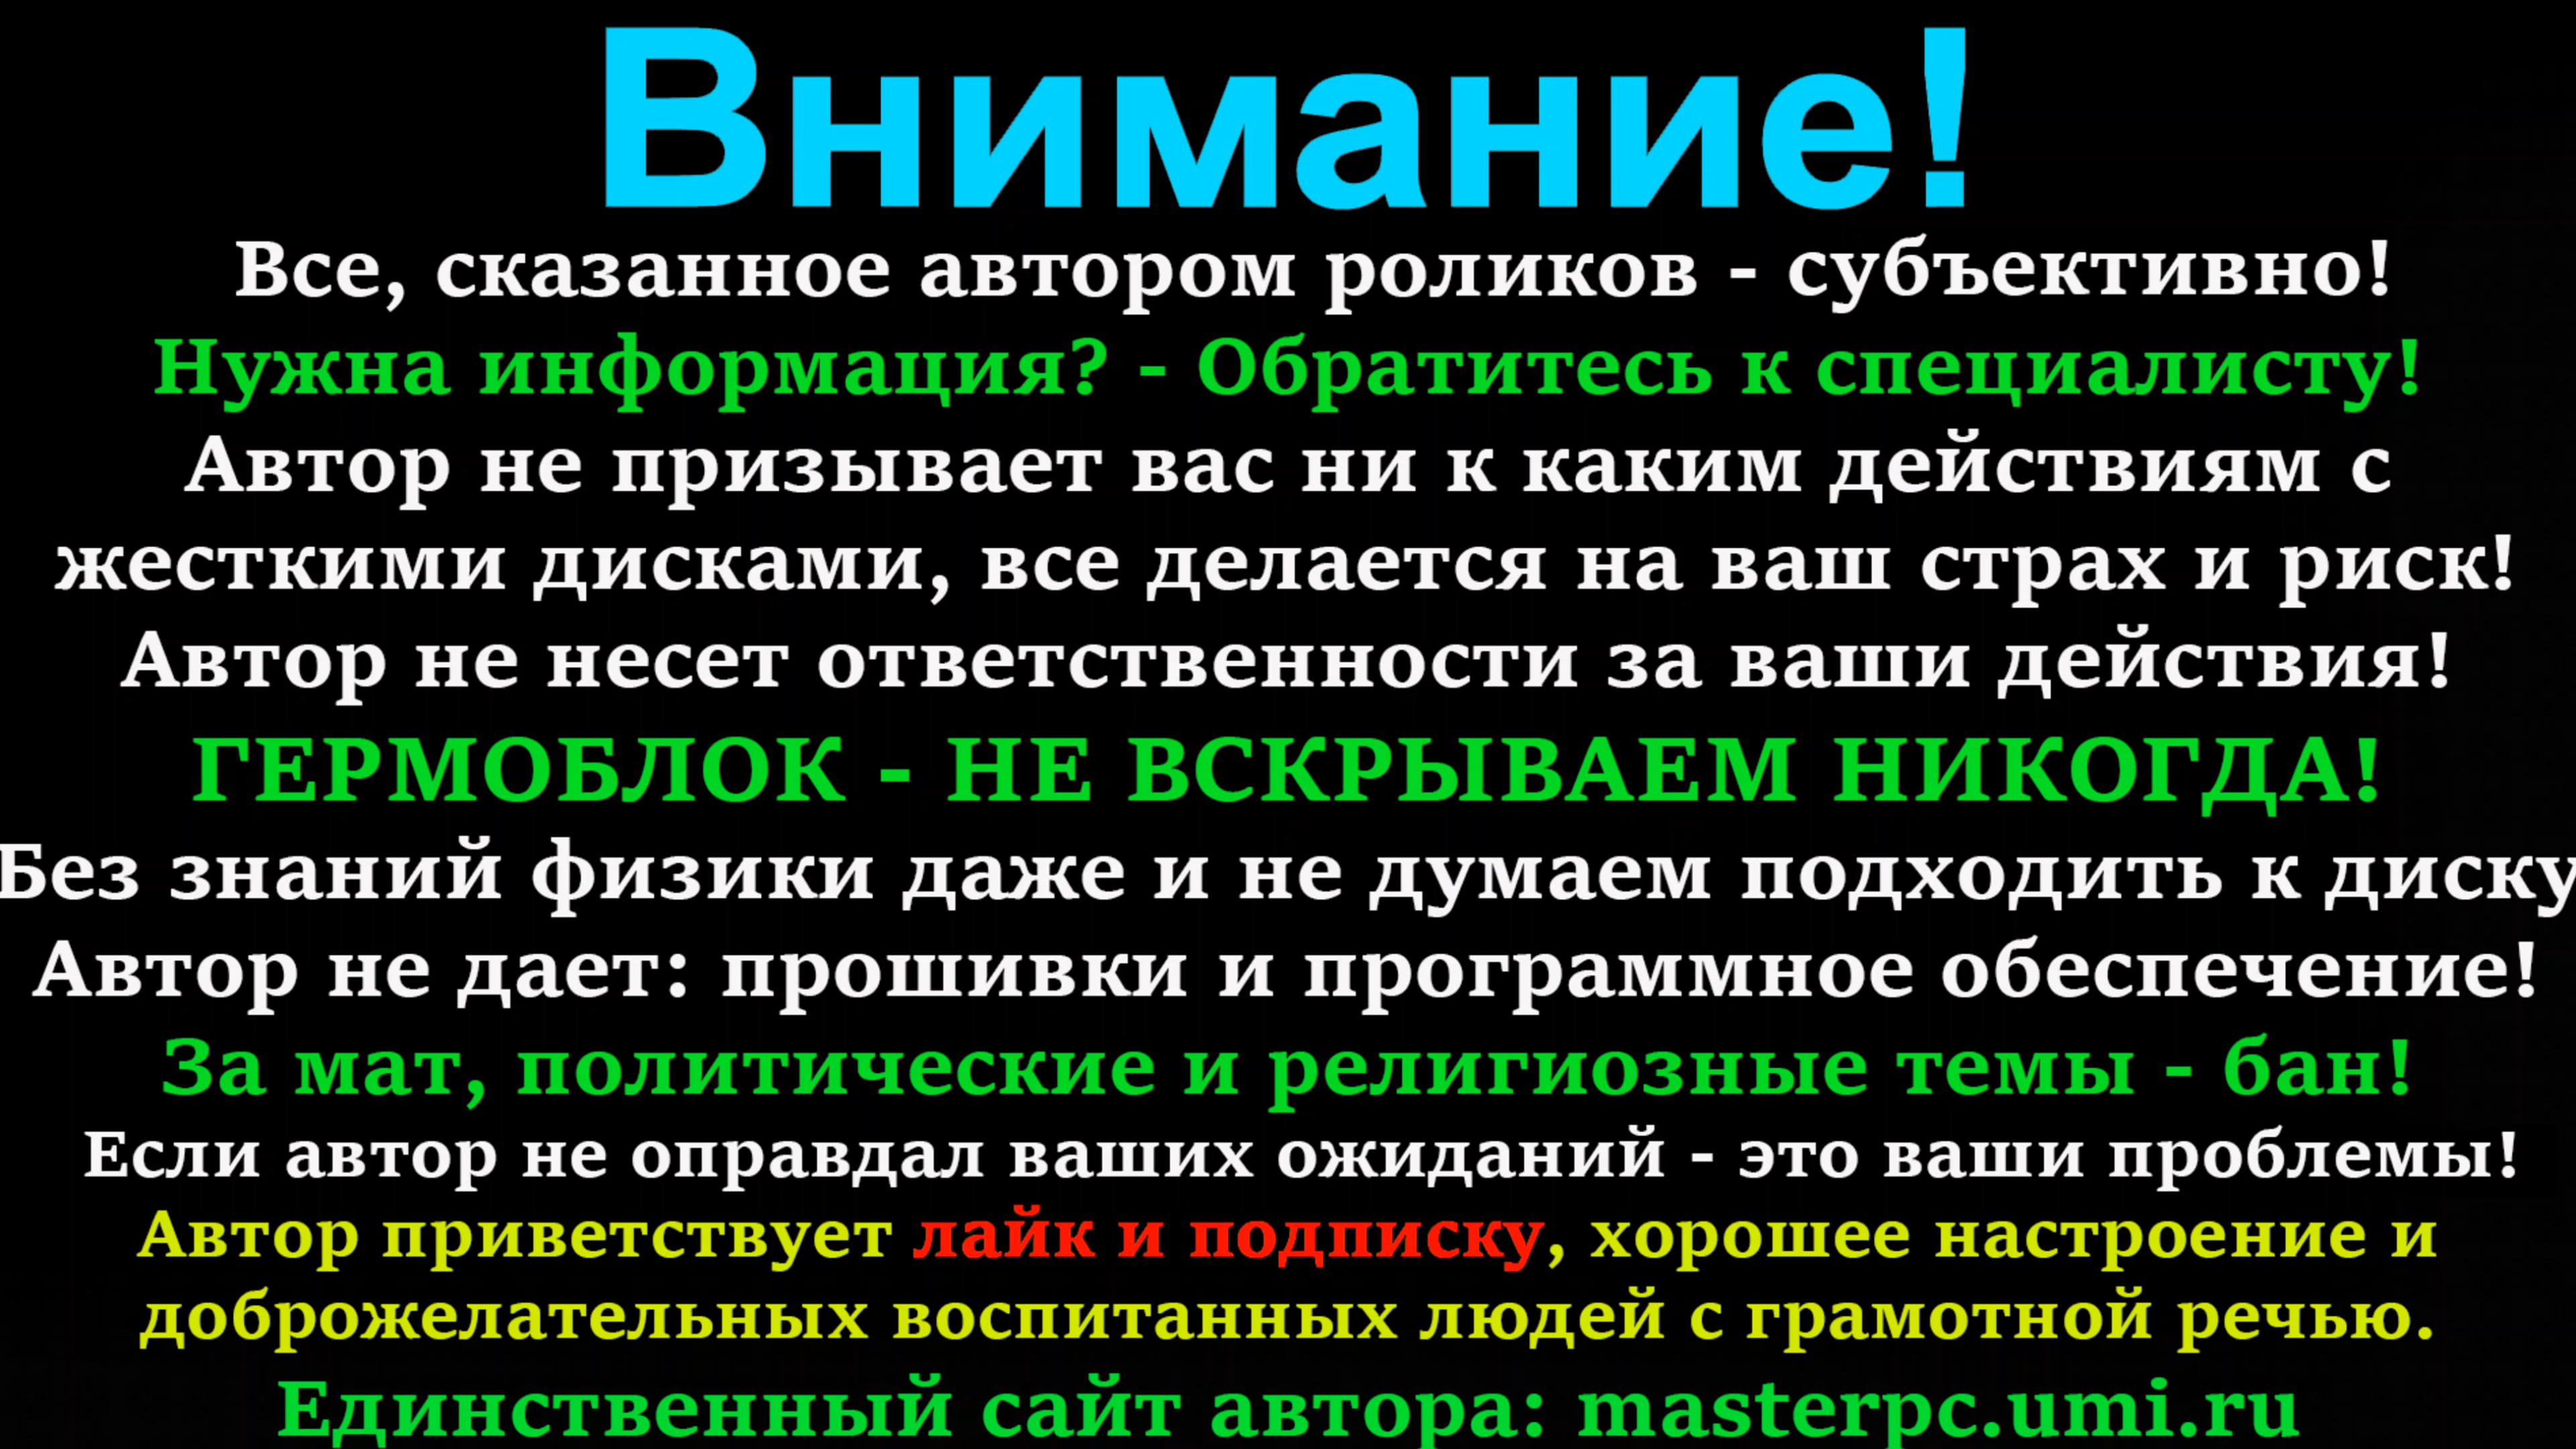 Внимание!
Все, сказанное автором роликов - субъективно!
Нужна информация? - Обратитесь к специалисту!
Автор не призывает вас ни к каким действиям с
жесткими дисками, все делается на ваш страх и риск!
Автор не несет ответственности за ваши действия!
ГЕРМОБЛОК - НЕ ВСКРЫВАЕМ НИКОГДА!
Без знаний физики даже и не думаем подходить к диску
Автор не дает: прошивки и программное обеспечение!
За мат, политические и религиозные темы - бан!
Если автор не оправдал ваших ожиданий - это ваши проблемы!
Автор приветствует лайк и подписку, хорошее настроение и
доброжелательных воспитанных людей с грамотной речью.
Единственный сайт автора: masterpc.umi.ru